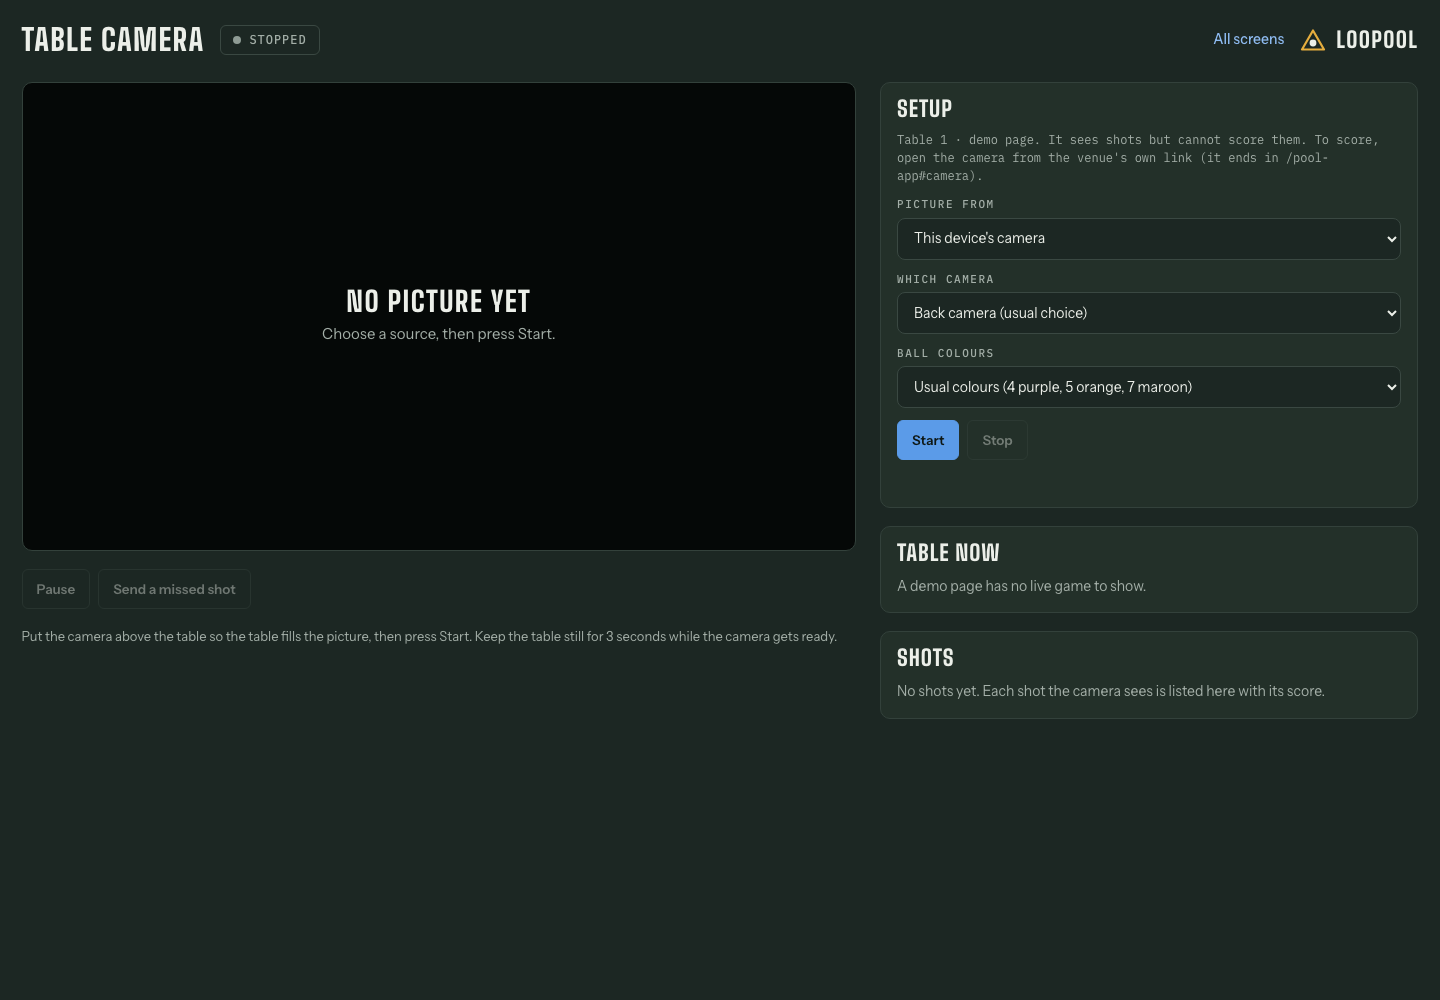 TABLE CAMERA
STOPPED
All screens
LOOPOOL
NO PICTURE YET
Choose a source, then press Start.
Pause
Send a missed shot
Put the camera above the table so the table fills the picture, then press Start. Keep the table still for 3 seconds while the camera gets ready.
SETUP
Table 1 · demo page. It sees shots but cannot score them. To score,
open the camera from the venue's own link (it ends in /pool-
app#camera).
PICTURE FROM
This device's camera
WHICH CAMERA
Back camera (usual choice)
BALL COLOURS
Usual colours (4 purple, 5 orange, 7 maroon)
Start
Stop
TABLE NOW
A demo page has no live game to show.
SHOTS
No shots yet. Each shot the camera sees is listed here with its score.